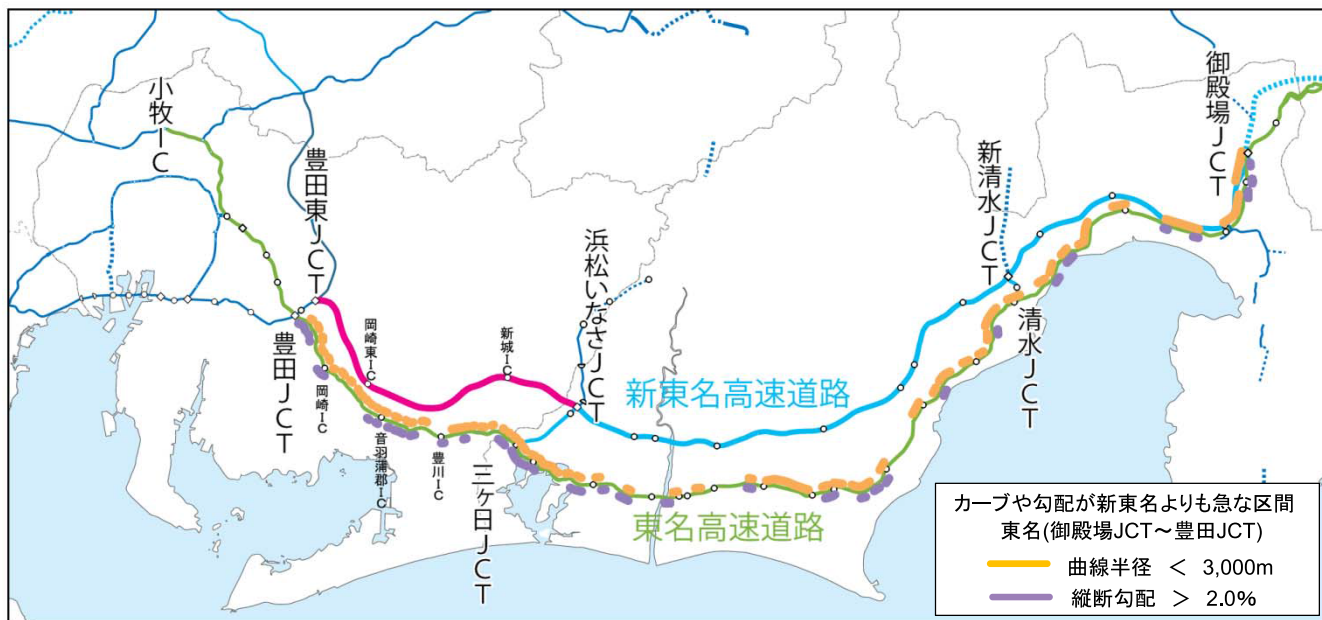 小牧IC
豊田東JCT
豊田JCT
岡崎IC
岡崎東IC
音羽蒲郡IC
豊川IC
新城IC
三ヶ日JCT
浜松いなさJCT
新東名高速道路
東名高速道路
新清水JCT
清水JCT
御殿場JCT
カーブや勾配が新東名よりも急な区間
東名(御殿場JCT～豊田JCT)
曲線半径 ＜ 3,000m
縦断勾配 ＞ 2.0%